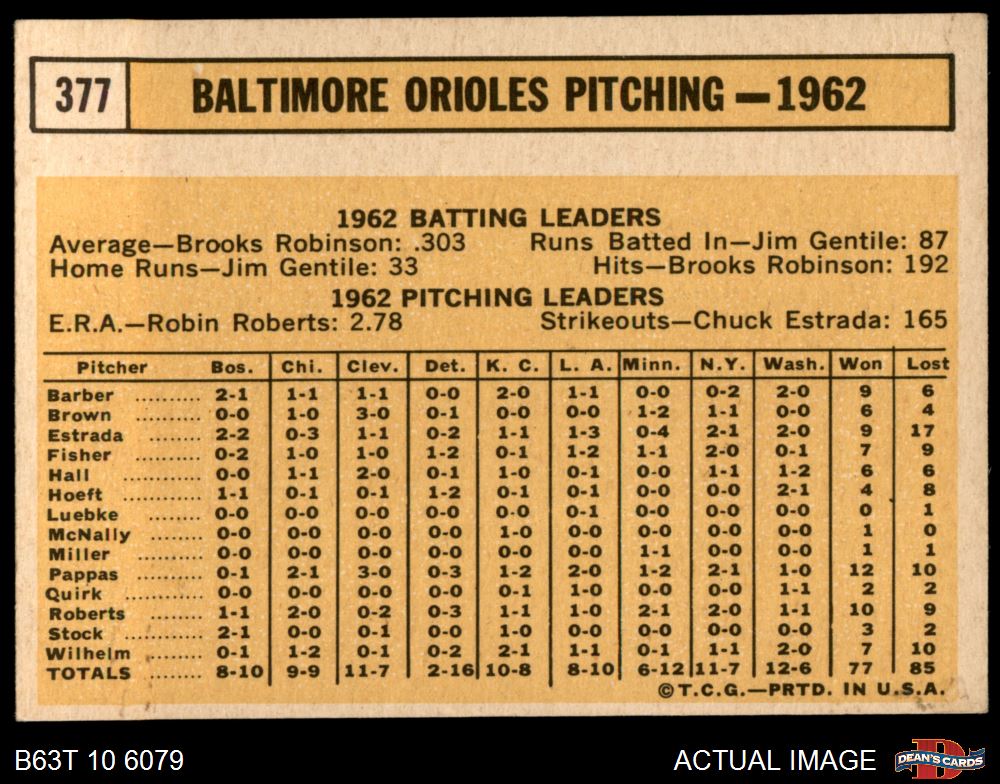 377 BALTIMORE ORIOLES PITCHING—1962
1962 BATTING LEADERS
Average—Brooks Robinson: .303 Runs Batted In—Jim Gentile: 87
Home Runs—Jim Gentile: 33 Hits—Brooks Robinson: 192
1962 PITCHING LEADERS
E.R.A.—Robin Roberts: 2.78 Strikeouts—Chuck Estrada: 165
Pitcher Bos. Chi. Clev. Det. K. C. L. A. Minn. N.Y. Wash. Won Lost
Barber .......... 2-1 1-1 1-1 0-0 2-0 1-1 0-0 0-2 2-0 9 6
Brown .......... 0-0 1-0 3-0 0-1 0-0 0-0 1-2 1-1 0-0 6 4
Estrada ........ 2-2 0-3 1-1 0-2 1-1 1-3 0-4 2-1 2-0 9 17
Fisher .......... 0-2 1-0 1-0 1-2 0-1 1-2 1-1 2-0 0-1 7 9
Hall ............ 0-0 1-1 2-0 0-1 1-0 0-1 0-0 1-1 1-2 6 6
Hoeft ............ 1-1 0-1 0-1 1-2 0-1 0-1 0-0 0-0 2-1 4 8
Luebke ........ 0-0 0-0 0-0 0-0 0-0 0-1 0-0 0-0 0-0 0 1
McNally ........ 0-0 0-0 0-0 0-0 1-0 0-0 0-0 0-0 0-0 1 0
Miller .......... 0-0 0-0 0-0 0-0 0-0 0-0 1-1 0-0 0-0 1 1
Pappas .......... 0-1 2-1 3-0 0-3 1-2 2-0 1-2 2-1 1-0 12 10
Quirk ............ 0-0 0-0 0-0 0-0 0-1 1-0 0-0 0-0 1-1 2 2
Roberts ........ 1-1 2-0 0-2 0-3 1-1 1-0 2-1 2-0 1-1 10 9
Stock ............ 2-1 0-0 0-1 0-0 1-0 0-0 0-0 0-0 0-0 3 2
Wilhelm ........ 0-1 1-2 0-1 0-2 2-1 1-1 0-1 1-1 2-0 7 10
TOTALS ........ 8-10 9-9 11-7 2-16 10-8 8-10 6-12 11-7 12-6 77 85
©T.C.G.—PRTD. IN U.S.A.
B63T 10 6079 ACTUAL IMAGE D DEAN'S CARDS